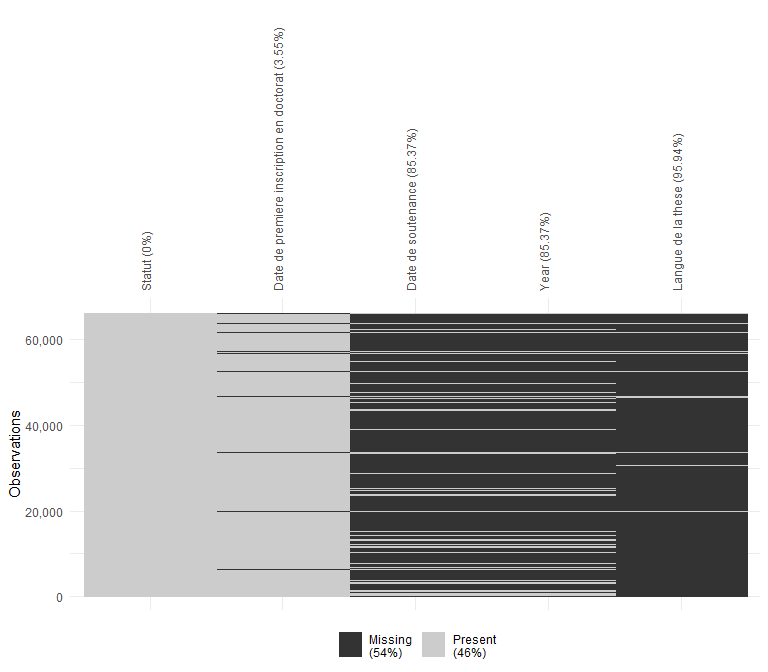 Statut (0%)
Date de premiere inscription en doctorat (3.55%)
Date de soutenance (85.37%)
Year (85.37%)
Langue de la these (95.94%)
60,000
40,000
20,000
0
Observations
Missing
(54%)
Present
(46%)